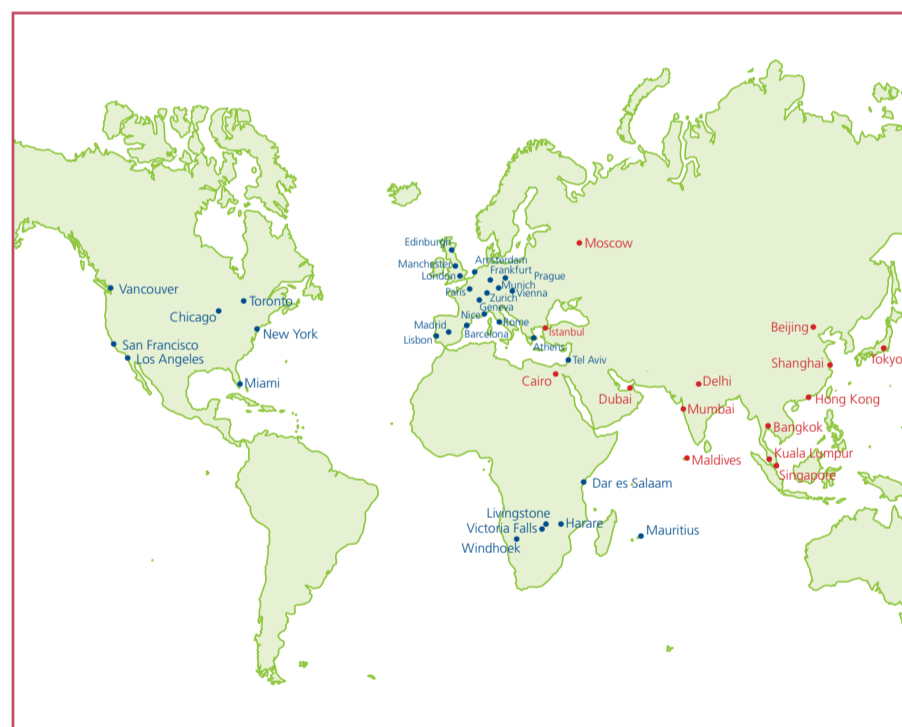 Edinburgh
Manchester
London
Amsterdam
Frankfurt
Prague
Munich
Vienna
Paris
Zurich
Geneva
Nice
Rome
Madrid
Barcelona
Lisbon
Istanbul
Athens
Tel Aviv
Moscow
Vancouver
Toronto
Chicago
New York
San Francisco
Los Angeles
Miami
Cairo
Dubai
Delhi
Mumbai
Maldives
Beijing
Shanghai
Tokyo
Hong Kong
Bangkok
Kuala Lumpur
Singapore
Dar es Salaam
Livingstone
Victoria Falls
Harare
Windhoek
Mauritius